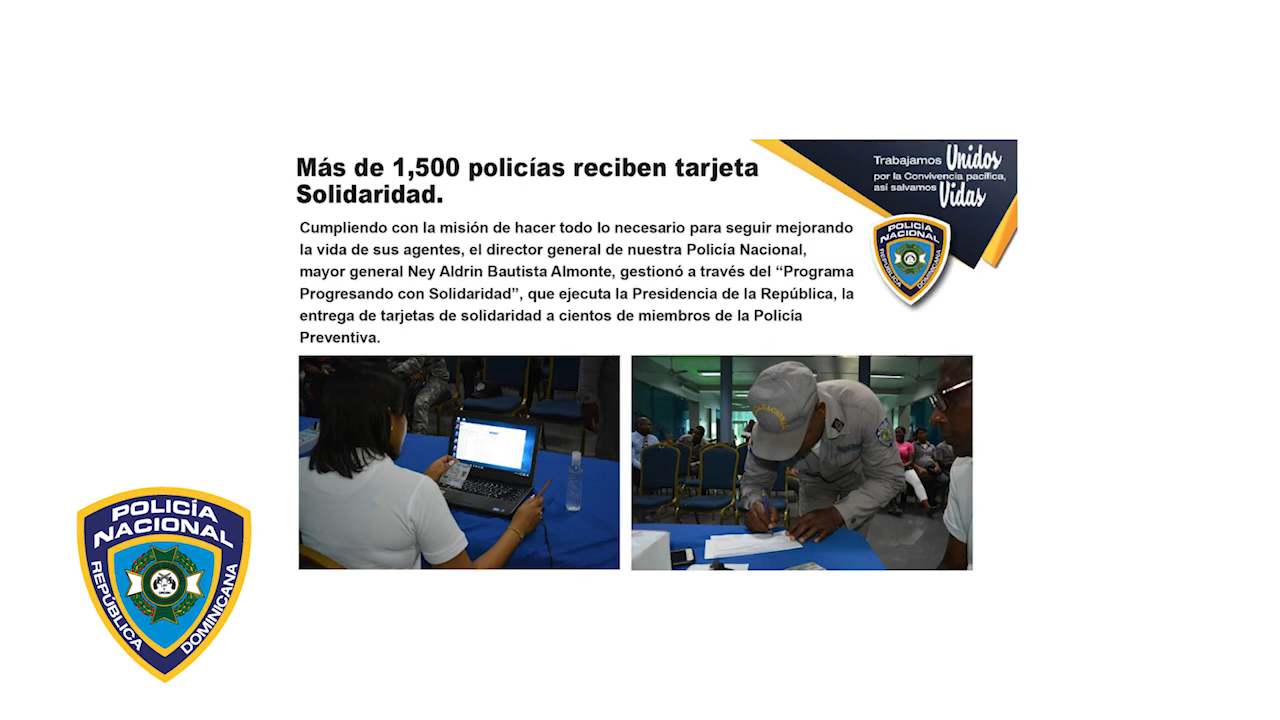 Más de 1,500 policías reciben tarjeta
Solidaridad.
Trabajamos Unidos
por la Convivencia pacífica,
así salvamos Vidas
Cumpliendo con la misión de hacer todo lo necesario para seguir mejorando
la vida de sus agentes, el director general de nuestra Policía Nacional,
mayor general Ney Aldrin Bautista Almonte, gestionó a través del “Programa
Progresando con Solidaridad”, que ejecuta la Presidencia de la República, la
entrega de tarjetas de solidaridad a cientos de miembros de la Policía
Preventiva.
POLICÍA
NACIONAL
REPÚBLICA
DOMINICANA
POLICÍA
NACIONAL
REPÚBLICA
DOMINICANA